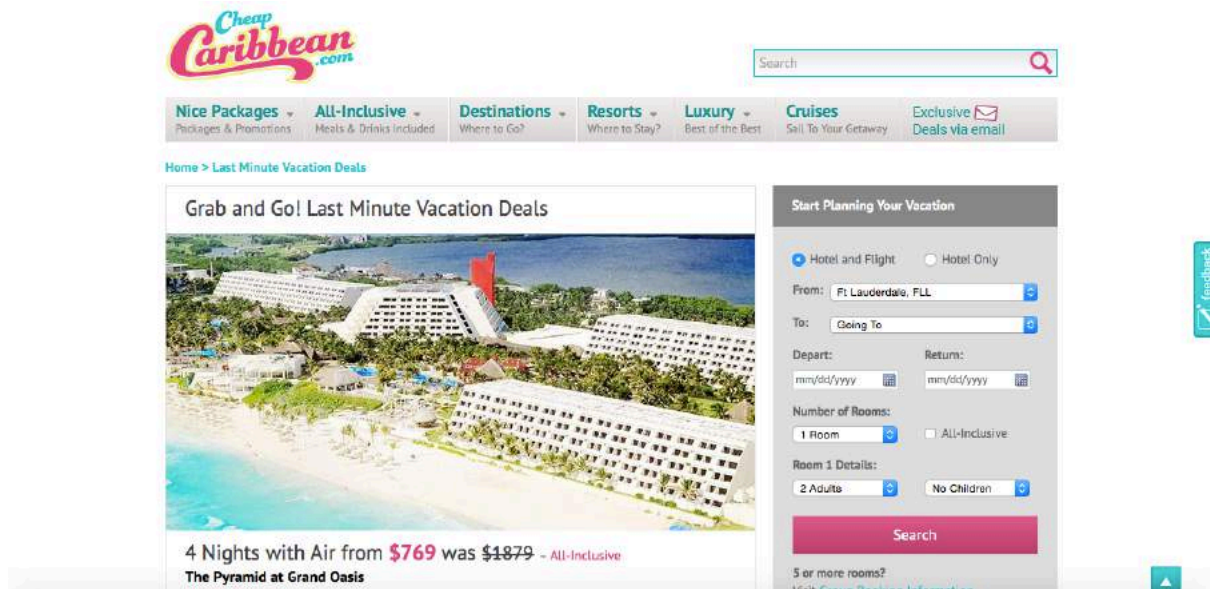 Cheap
Caribbean
.com
Search
Nice Packages
Packages & Promotions
All-Inclusive
Meals & Drinks Included
Destinations
Where to Go?
Resorts
Where to Stay?
Luxury
Best of the Best
Cruises
Sail To Your Getaway
Exclusive
Deals via email
Home > Last Minute Vacation Deals
Grab and Go! Last Minute Vacation Deals
4 Nights with Air from $769 was $1879 - All-Inclusive
The Pyramid at Grand Oasis
Start Planning Your Vacation
Hotel and Flight Hotel Only
From: Ft Lauderdale, FLL
To: Going To
Depart: Return:
mm/dd/yyyy mm/dd/yyyy
Number of Rooms:
1 Room All-Inclusive
Room 1 Details:
2 Adults No Children
Search
5 or more rooms?
Visit Group Booking Information
feedback